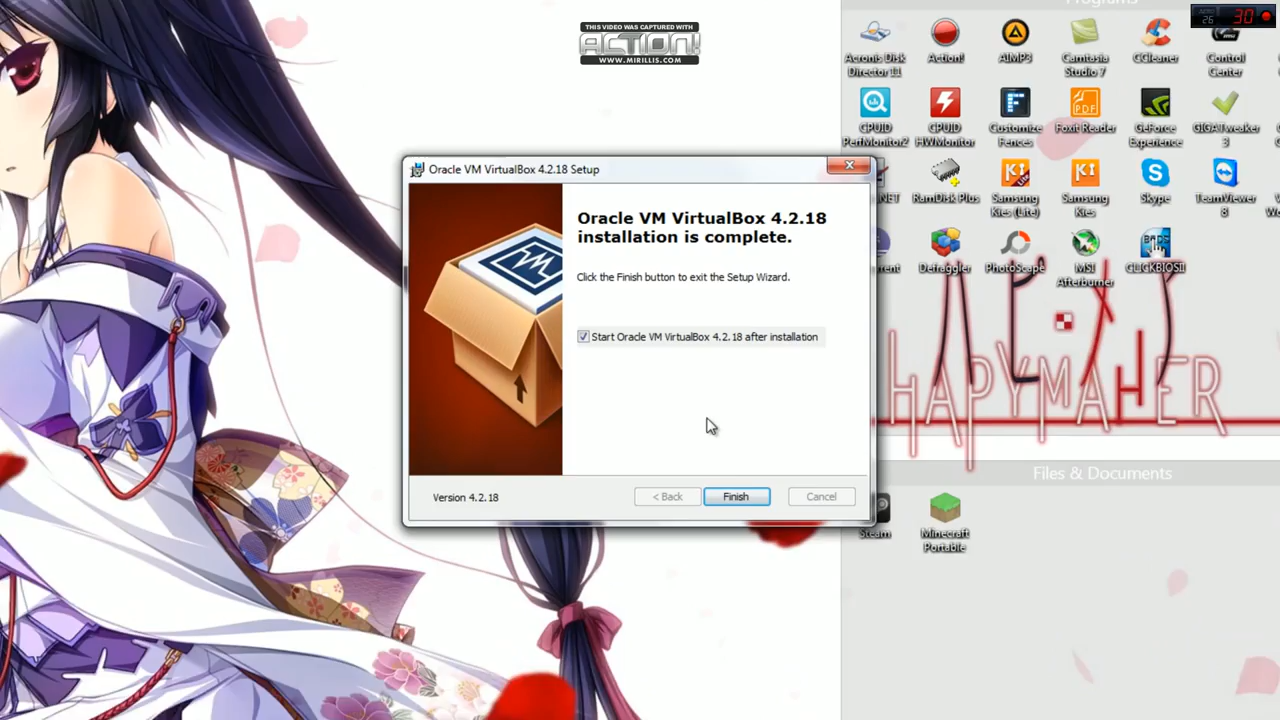 Programs
THIS VIDEO WAS CAPTURED WITH
ACTION!
WWW.MIRILLIS.COM
26
30
Acronis Disk
Director 11
Action!
AIMP3
Camtasia
Studio 7
CCleaner
Control
Center
CPUID
PerfMonitor2
CPUID
HWMonitor
Customize
Fences
Foxit Reader
GeForce
Experience
GIGATweaker
3
.NET
RamDisk Plus
Samsung
Kies (Lite)
Samsung
Kies
Skype
TeamViewer
8
Defraggler
PhotoScape
MSI
Afterburner
CLICKBIOSII
HAPYMAHER
Oracle VM VirtualBox 4.2.18 Setup
Oracle VM VirtualBox 4.2.18
installation is complete.
Click the Finish button to exit the Setup Wizard.
Start Oracle VM VirtualBox 4.2.18 after installation
Version 4.2.18
< Back
Finish
Cancel
Files & Documents
Steam
Minecraft
Portable